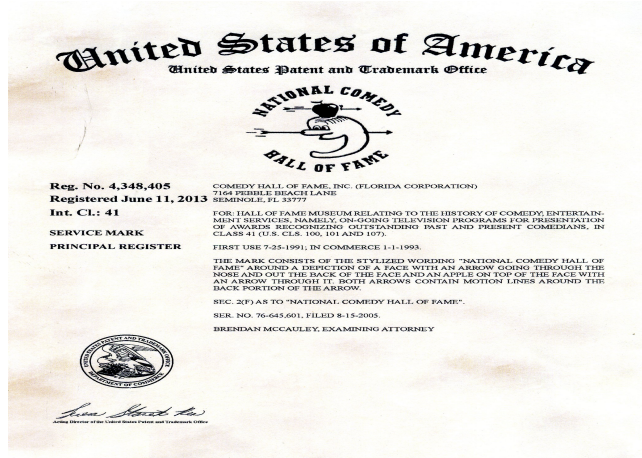 United States of America
United States Patent and Trademark Office
NATIONAL COMEDY
HALL OF FAME
Reg. No. 4,348,405
Registered June 11, 2013
Int. Cl.: 41
SERVICE MARK
PRINCIPAL REGISTER
COMEDY HALL OF FAME, INC. (FLORIDA CORPORATION)
7164 PEBBLE BEACH LANE
SEMINOLE, FL 33777
FOR: HALL OF FAME MUSEUM RELATING TO THE HISTORY OF COMEDY, ENTERTAIN-
MENT SERVICES, NAMELY, ON-GOING TELEVISION PROGRAMS FOR PRESENTATION
OF AWARDS RECOGNIZING OUTSTANDING PAST AND PRESENT COMEDIANS, IN
CLASS 41 (U.S. CLS. 100, 101 AND 107).
FIRST USE 7-25-1991; IN COMMERCE 1-1-1993.
THE MARK CONSISTS OF THE STYLIZED WORDING "NATIONAL COMEDY HALL OF
FAME" AROUND A DEPICTION OF A FACE WITH AN ARROW GOING THROUGH THE
NOSE AND OUT THE BACK OF THE FACE AND AN APPLE ON TOP OF THE FACE WITH
AN ARROW THROUGH IT. BOTH ARROWS CONTAIN MOTION LINES AROUND THE
BACK PORTION OF THE ARROW.
SEC. 2(F) AS TO "NATIONAL COMEDY HALL OF FAME".
SER. NO. 76-645,601, FILED 8-15-2005.
BRENDAN MCCAULEY, EXAMINING ATTORNEY
UNITED STATES PATENT AND TRADEMARK OFFICE
DEPARTMENT OF COMMERCE
Acting Director of the United States Patent and Trademark Office